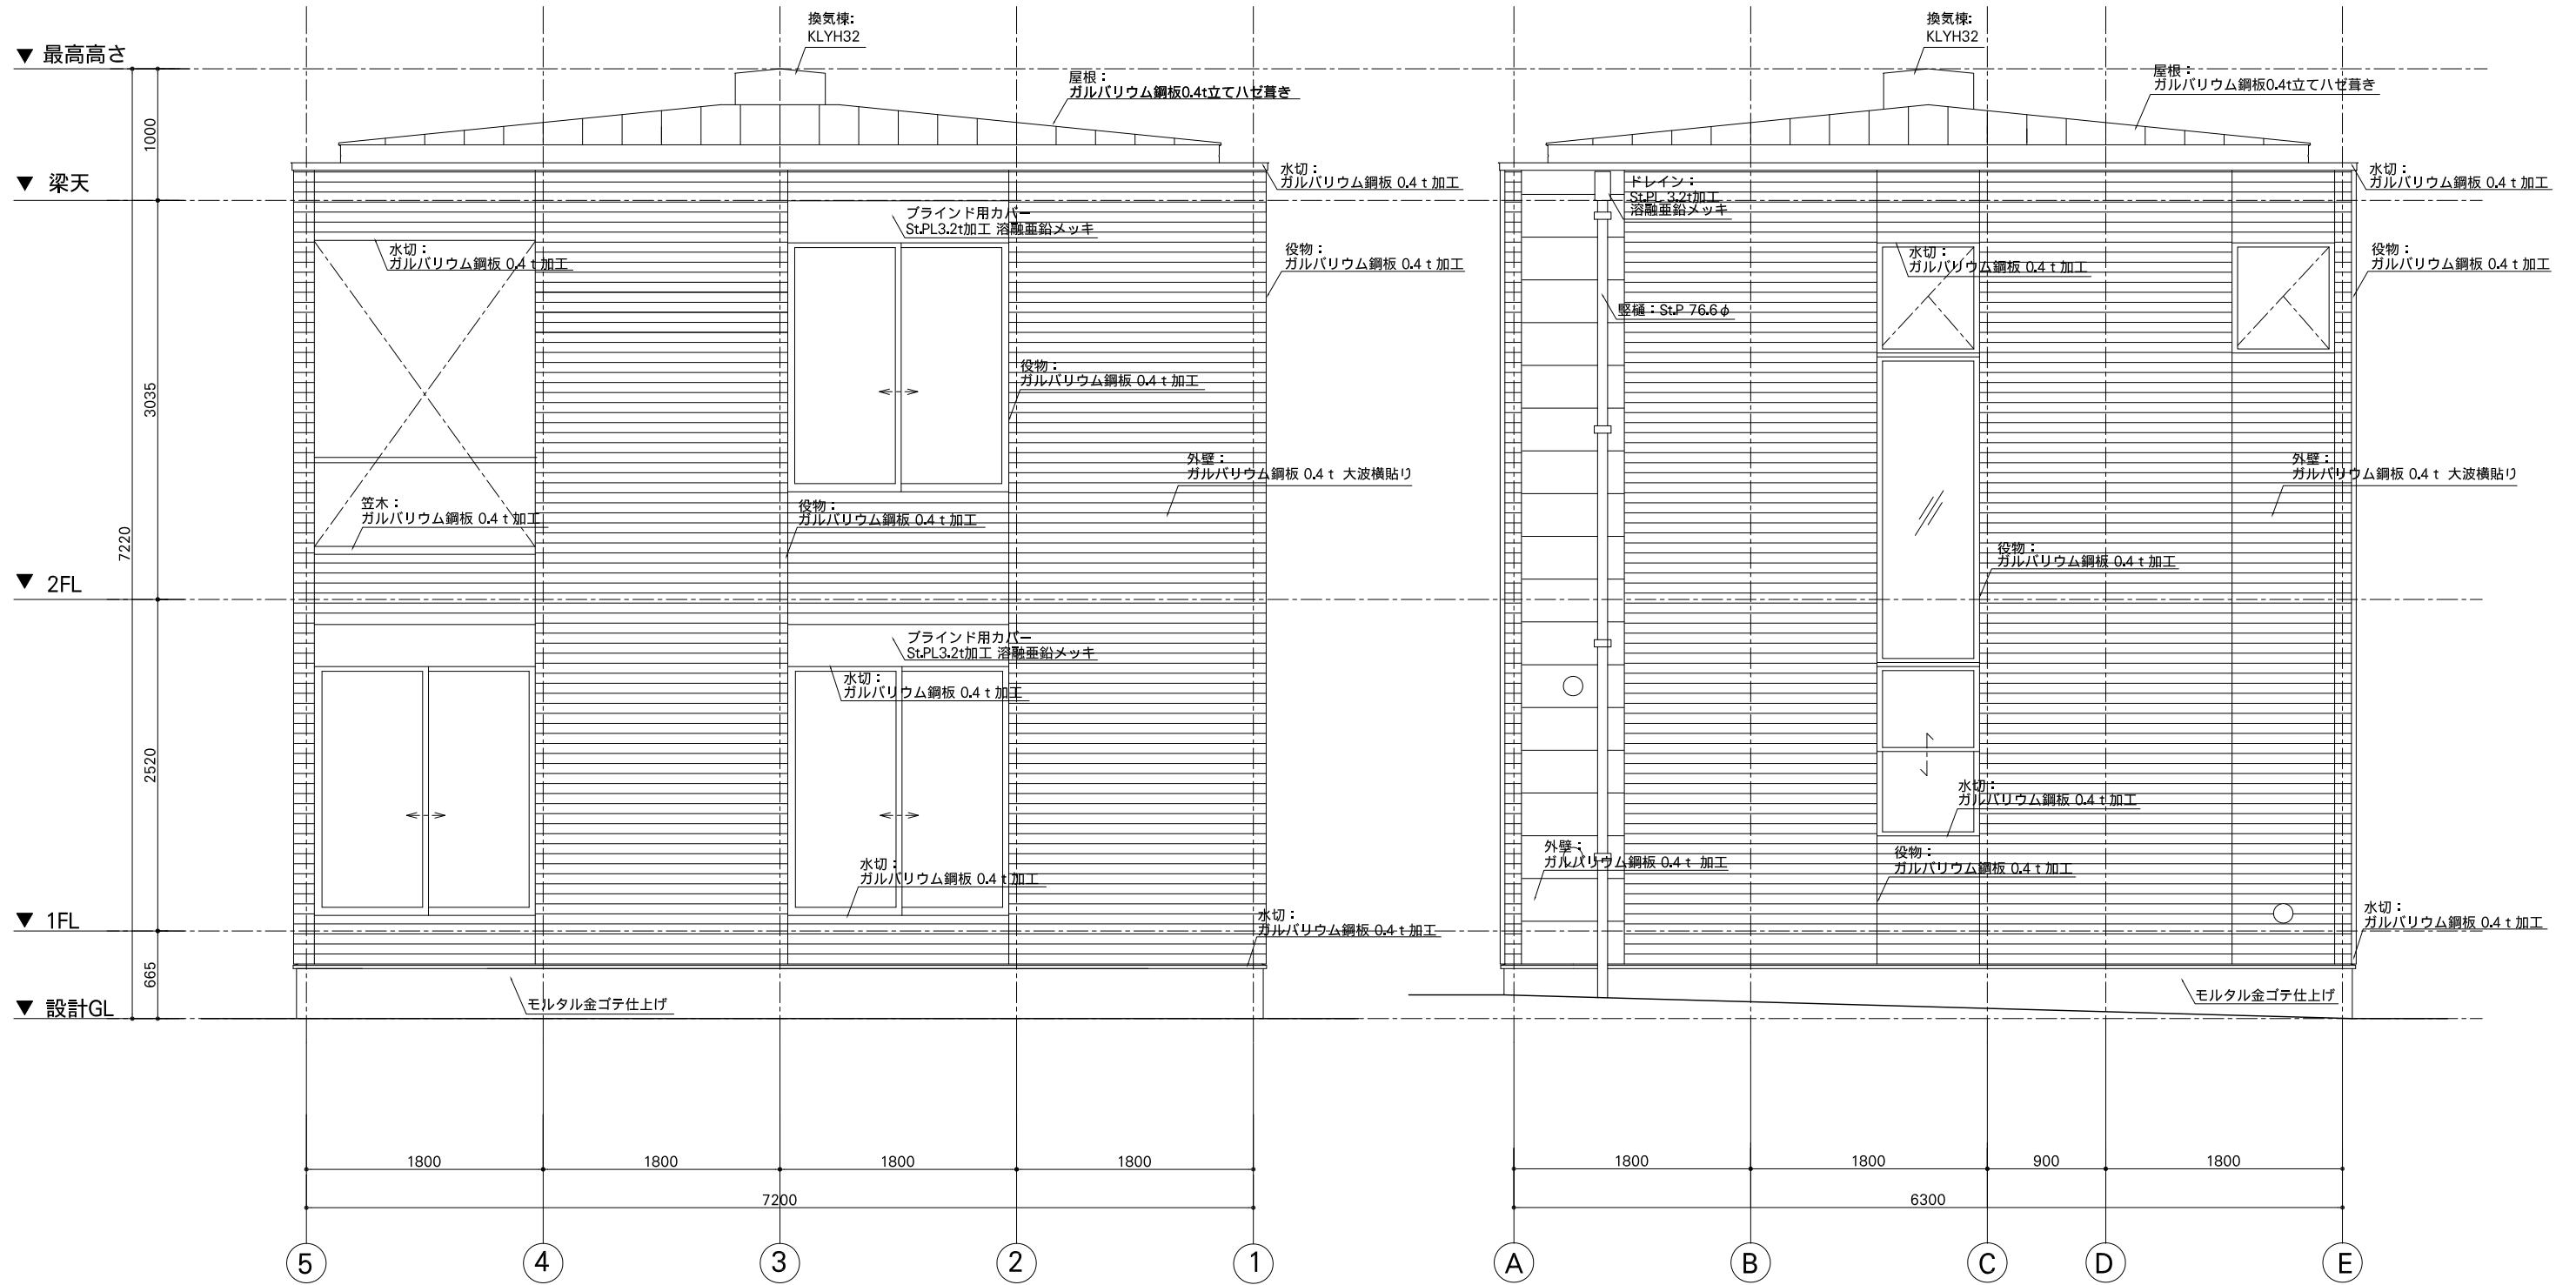 換気棟:
KLYH32
▼ 最高高さ
屋根：
ガルバリウム鋼板0.4t立てハゼ葺き
1000
▼ 梁天
水切：
ガルバリウム鋼板 0.4 t 加工
ブラインド用カバー
St.PL3.2t加工 溶融亜鉛メッキ
水切：
ガルバリウム鋼板 0.4 t 加工
役物：
ガルバリウム鋼板 0.4 t 加工
役物：
ガルバリウム鋼板 0.4 t 加工
3035
外壁：
ガルバリウム鋼板 0.4 t 大波横貼り
笠木：
ガルバリウム鋼板 0.4 t 加工
役物：
ガルバリウム鋼板 0.4 t 加工
7220
▼ 2FL
ブラインド用カバー
St.PL3.2t加工 溶融亜鉛メッキ
水切：
ガルバリウム鋼板 0.4 t 加工
2520
水切：
ガルバリウム鋼板 0.4 t 加工
▼ 1FL
水切：
ガルバリウム鋼板 0.4 t 加工
665
▼ 設計GL
モルタル金ゴテ仕上げ
1800
1800
1800
1800
7200
5
4
3
2
1
換気棟:
KLYH32
屋根：
ガルバリウム鋼板0.4t立てハゼ葺き
水切：
ガルバリウム鋼板 0.4 t 加工
ドレイン：
St.PL 3.2t加工
溶融亜鉛メッキ
水切：
ガルバリウム鋼板 0.4 t 加工
役物：
ガルバリウム鋼板 0.4 t 加工
竪樋：St.P 76.6φ
外壁：
ガルバリウム鋼板 0.4 t 大波横貼り
役物：
ガルバリウム鋼板 0.4 t 加工
水切：
ガルバリウム鋼板 0.4 t 加工
外壁：
ガルバリウム鋼板 0.4 t 加工
役物：
ガルバリウム鋼板 0.4 t 加工
水切：
ガルバリウム鋼板 0.4 t 加工
モルタル金ゴテ仕上げ
1800
1800
900
1800
6300
A
B
C
D
E